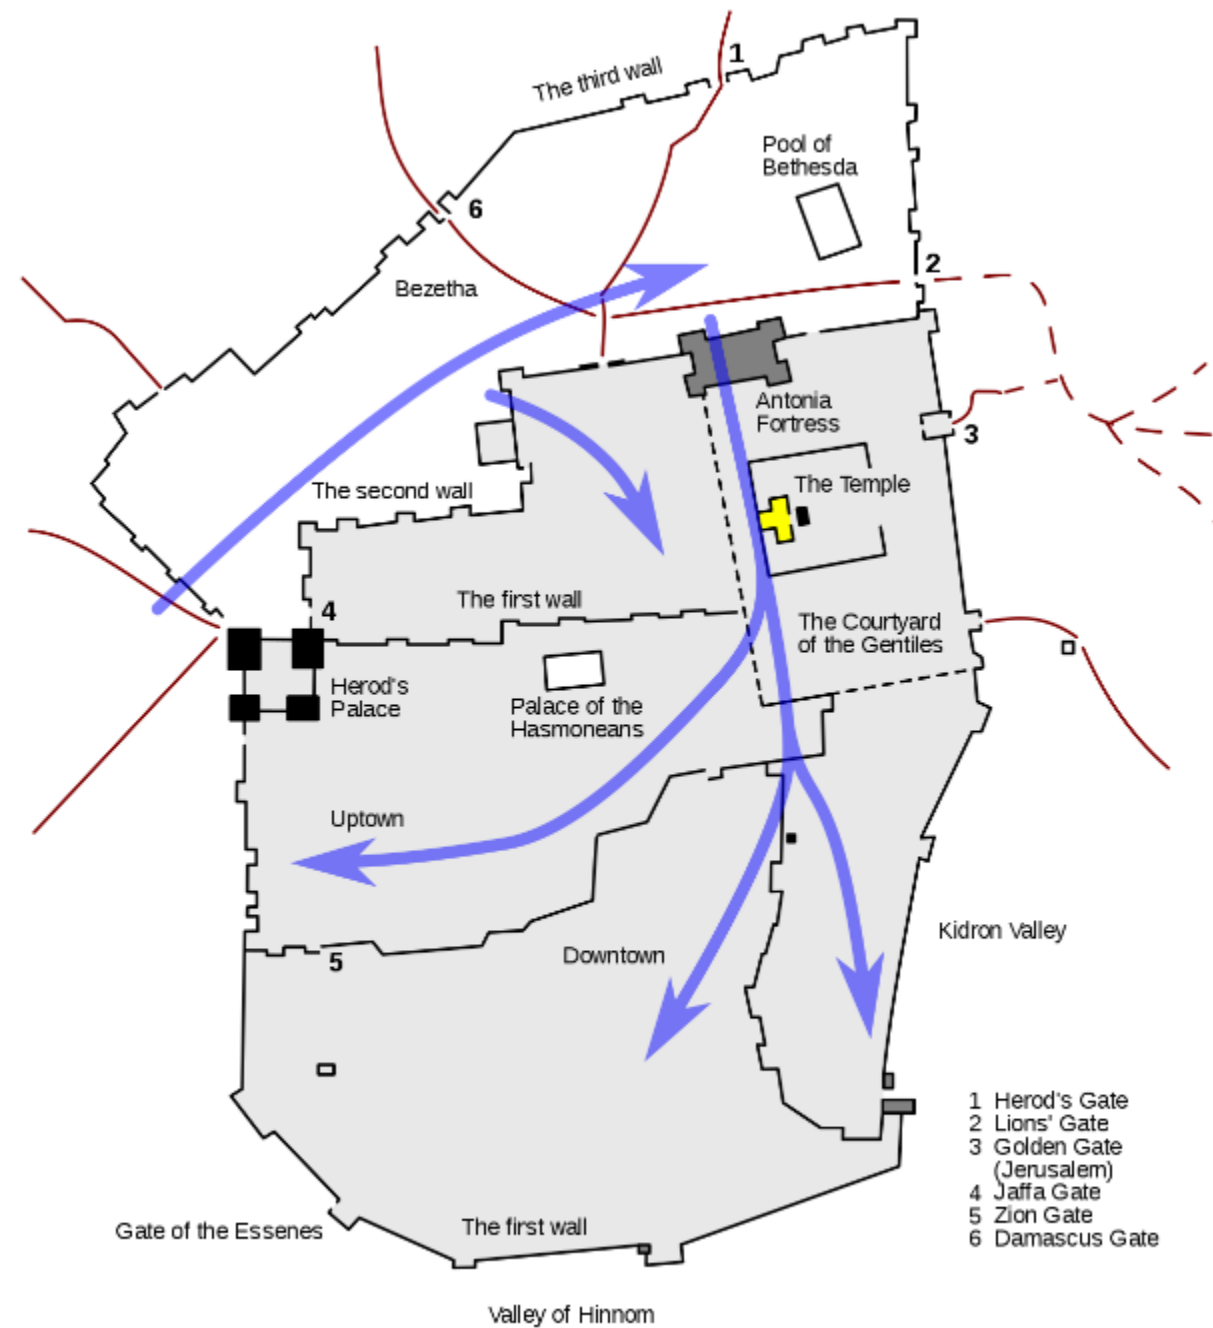 1
The third wall
Pool of
Bethesda
6
2
Bezetha
Antonia
Fortress
3
The Temple
The second wall
The first wall
4
The Courtyard
of the Gentiles
Herod's
Palace
Palace of the
Hasmoneans
Uptown
Kidron Valley
Downtown
5
1 Herod's Gate
2 Lions' Gate
3 Golden Gate
(Jerusalem)
4 Jaffa Gate
5 Zion Gate
6 Damascus Gate
Gate of the Essenes
The first wall
Valley of Hinnom